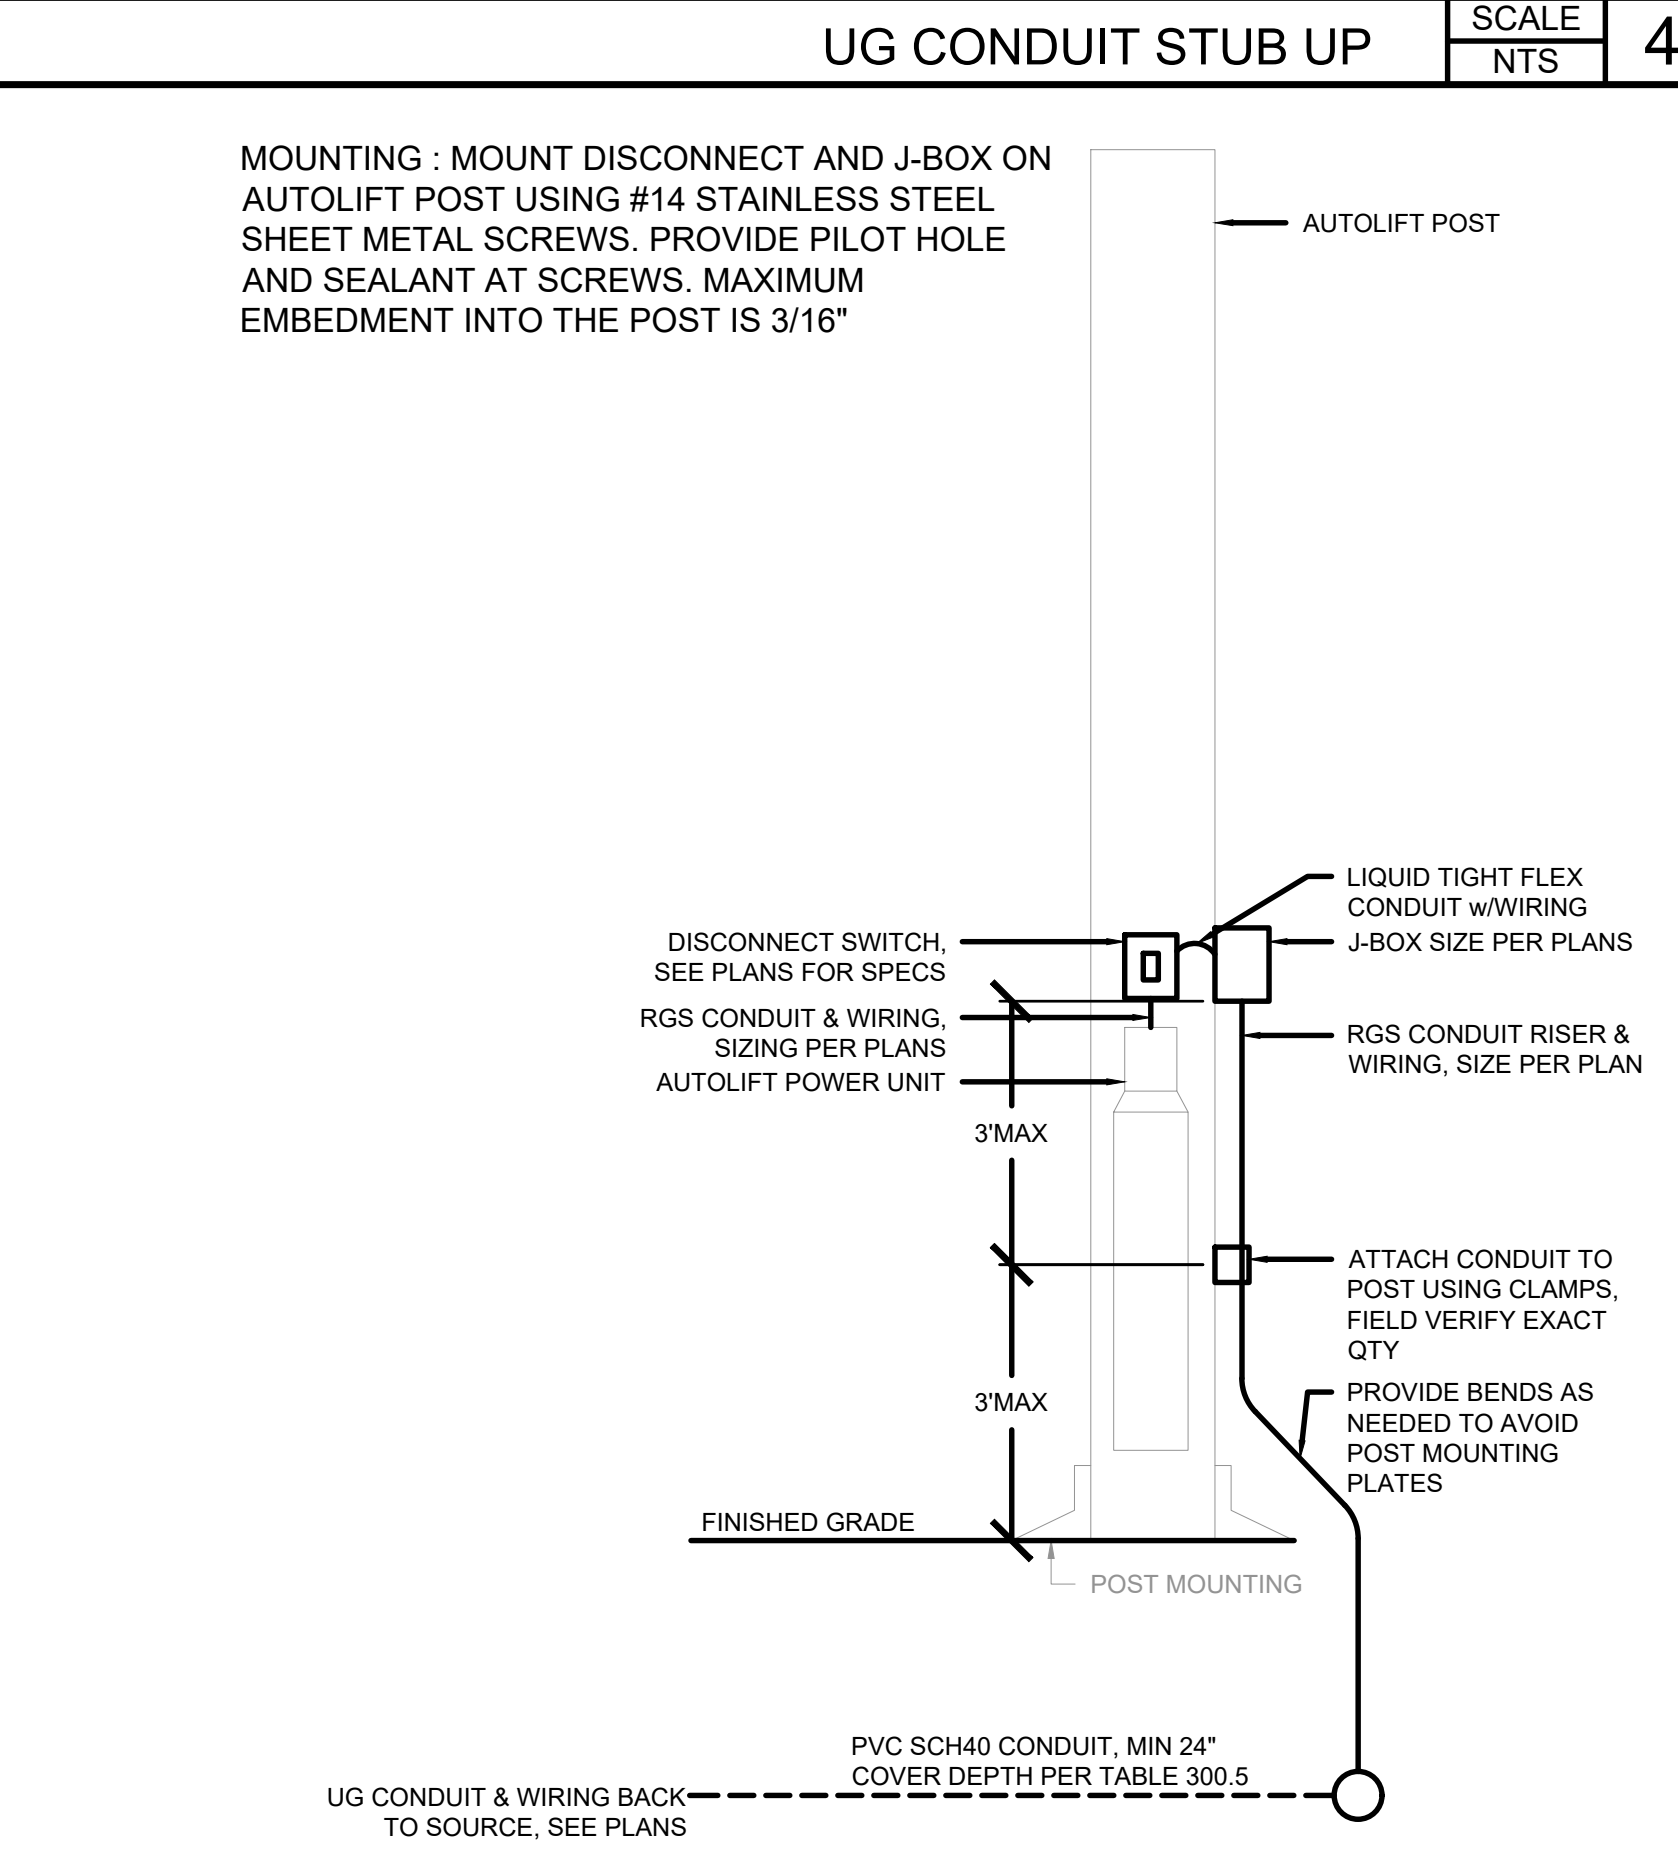 UG CONDUIT STUB UP
SCALE
NTS
4
MOUNTING : MOUNT DISCONNECT AND J-BOX ON
AUTOLIFT POST USING #14 STAINLESS STEEL
SHEET METAL SCREWS. PROVIDE PILOT HOLE
AND SEALANT AT SCREWS. MAXIMUM
EMBEDMENT INTO THE POST IS 3/16"
AUTOLIFT POST
LIQUID TIGHT FLEX
CONDUIT w/WIRING
DISCONNECT SWITCH,
SEE PLANS FOR SPECS
J-BOX SIZE PER PLANS
RGS CONDUIT & WIRING,
SIZING PER PLANS
RGS CONDUIT RISER &
WIRING, SIZE PER PLAN
AUTOLIFT POWER UNIT
3'MAX
ATTACH CONDUIT TO
POST USING CLAMPS,
FIELD VERIFY EXACT
QTY
3'MAX
PROVIDE BENDS AS
NEEDED TO AVOID
POST MOUNTING
PLATES
FINISHED GRADE
POST MOUNTING
PVC SCH40 CONDUIT, MIN 24"
COVER DEPTH PER TABLE 300.5
UG CONDUIT & WIRING BACK
TO SOURCE, SEE PLANS